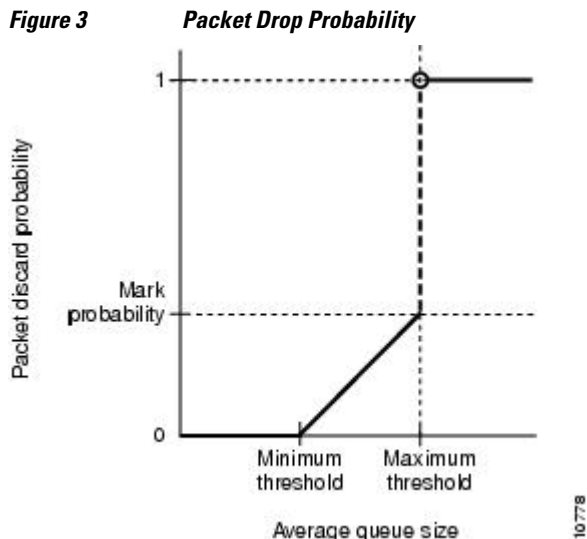 Figure 3 Packet Drop Probability
1
Packet discard probability
Mark
probability
0
Minimum
threshold
Maximum
threshold
Average queue size
10778